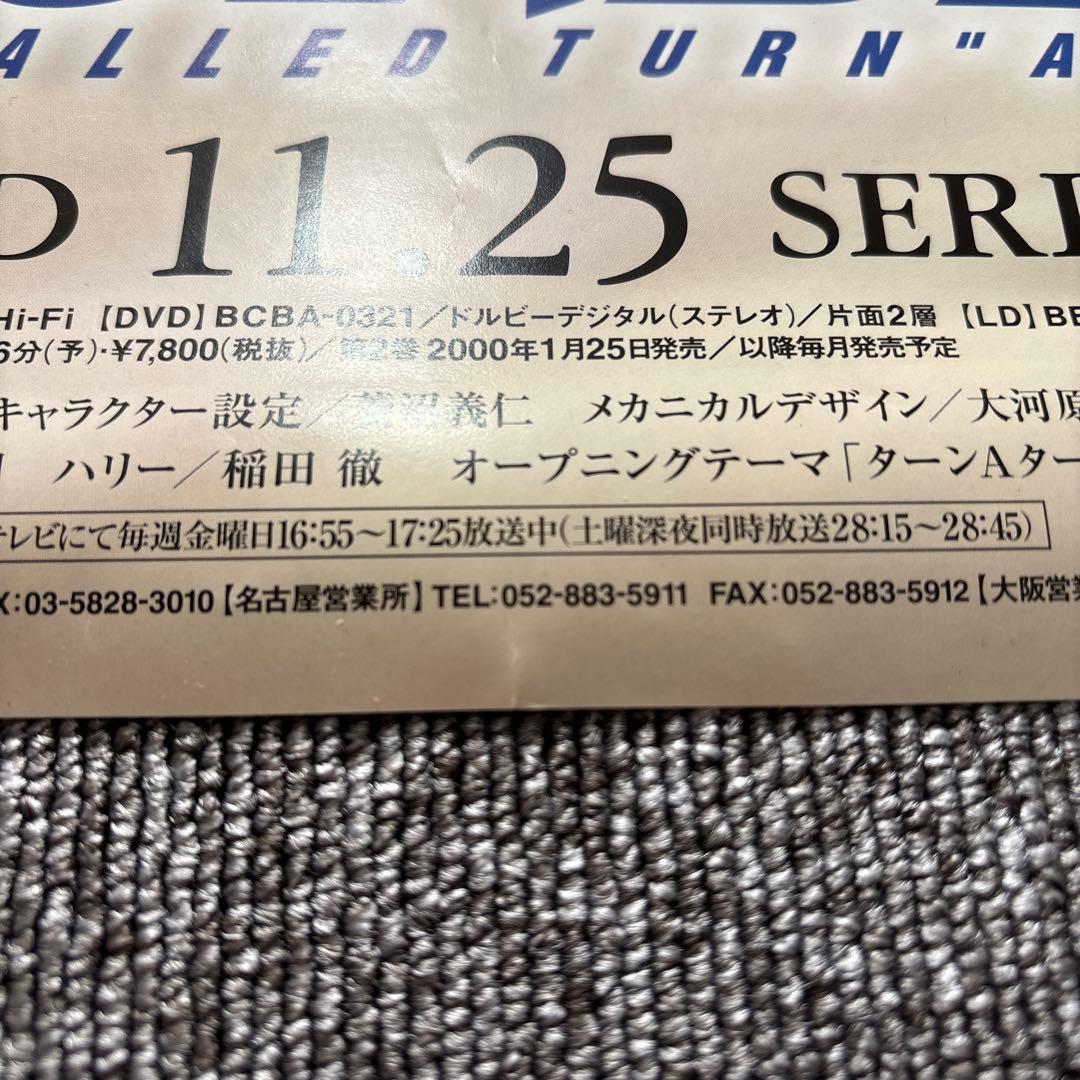 ALLED TURN "A
D 11.25 SERI
Hi-Fi 【DVD】BCBA-0321／ドルビーデジタル(ステレオ)／片面2層 【LD】BE
6分(予)・¥7,800(税抜)／第2巻 2000年1月25日発売／以降毎月発売予定
キャラクター設定／菱沼義仁 メカニカルデザイン／大河原
ハリー／稲田 徹 オープニングテーマ「ターンAター
テレビにて毎週金曜日16:55～17:25放送中(土曜深夜同時放送28:15～28:45)
X:03-5828-3010【名古屋営業所】TEL:052-883-5911 FAX:052-883-5912【大阪営業